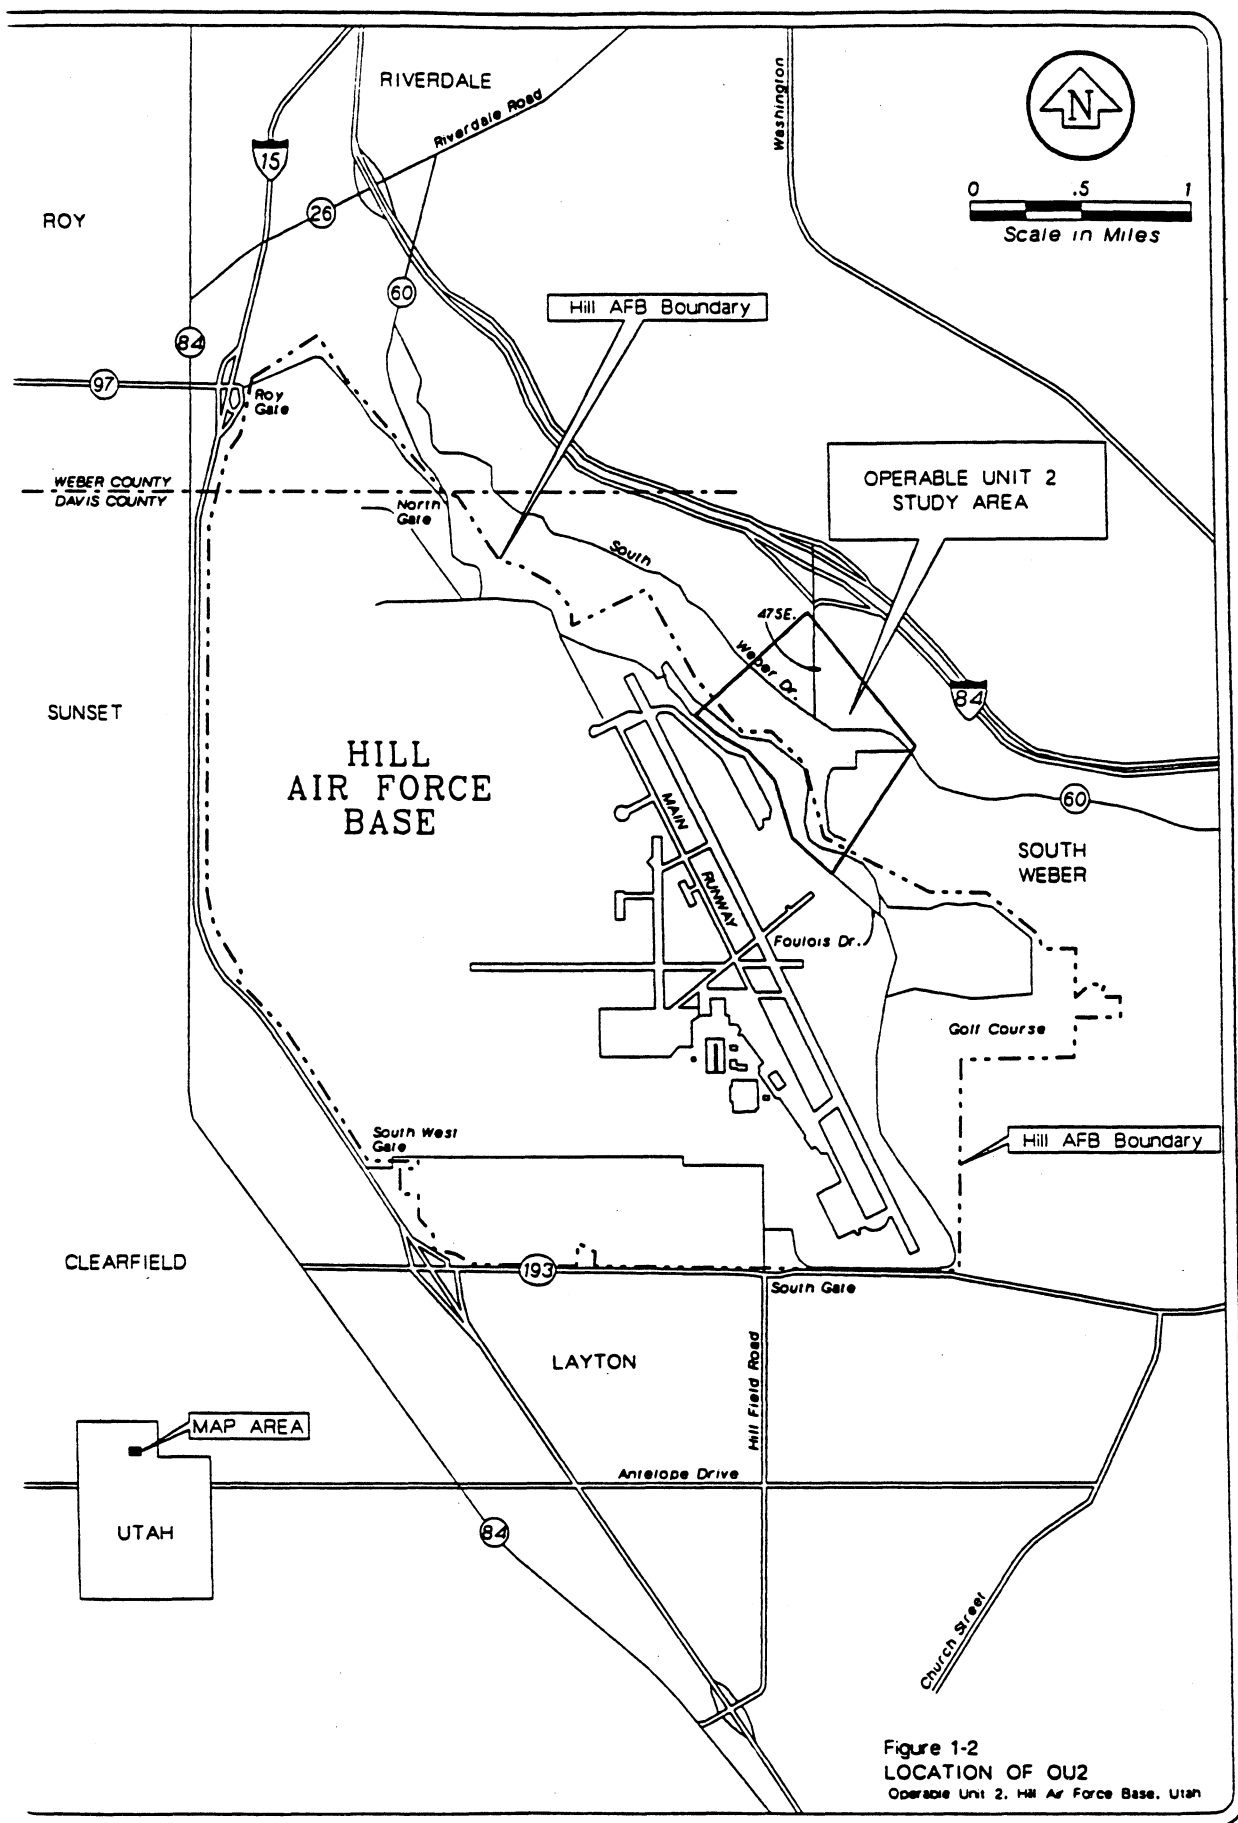 RIVERDALE
Riverdale Road
Washington
N
15
0 .5 1
Scale in Miles
ROY
26
60
Hill AFB Boundary
84
97
Roy
Gate
OPERABLE UNIT 2
STUDY AREA
WEBER COUNTY
DAVIS COUNTY
North
Gate
South
Weber Dr.
475E.
84
SUNSET
HILL
AIR FORCE
BASE
MAIN
RUNWAY
60
SOUTH
WEBER
Foulois Dr.
Golf Course
South West
Gate
Hill AFB Boundary
CLEARFIELD
193
South Gate
LAYTON
Hill Field Road
MAP AREA
Antelope Drive
UTAH
84
Church Street
Figure 1-2
LOCATION OF OU2
Operable Unit 2, Hill Air Force Base, Utah